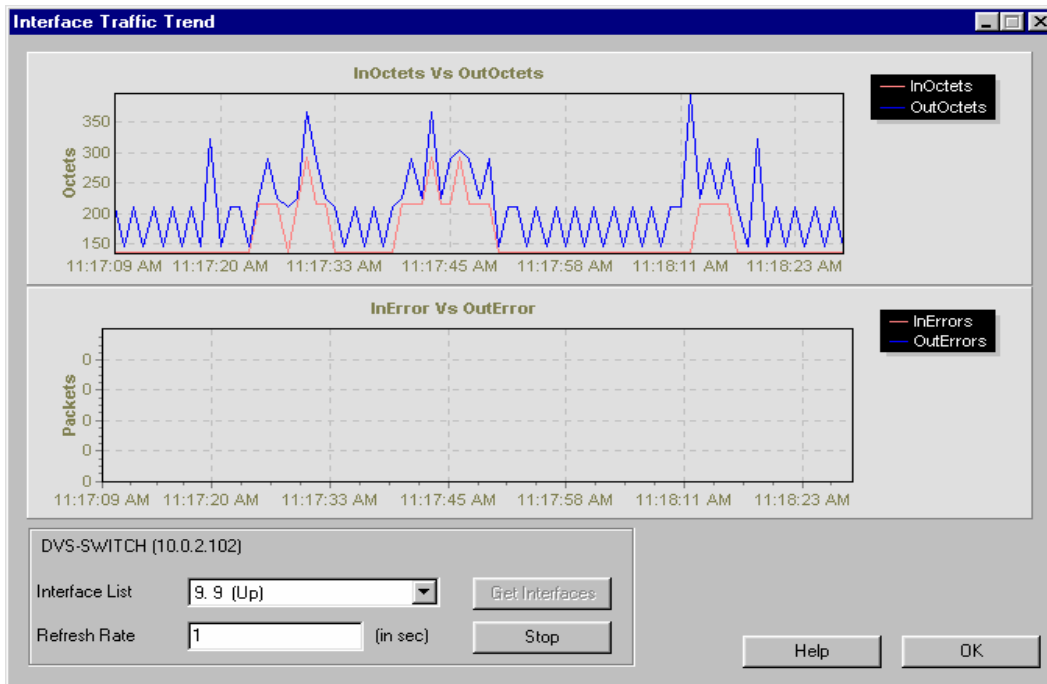 Interface Traffic Trend
InOctets Vs OutOctets
InOctets
OutOctets
Octets
350
300
250
200
150
11:17:09 AM 11:17:20 AM 11:17:33 AM 11:17:45 AM 11:17:58 AM 11:18:11 AM 11:18:23 AM
InError Vs OutError
InErrors
OutErrors
Packets
0
0
0
0
0
11:17:09 AM 11:17:20 AM 11:17:33 AM 11:17:45 AM 11:17:58 AM 11:18:11 AM 11:18:23 AM
DVS-SWITCH (10.0.2.102)
Interface List 9. 9 (Up) Get Interfaces
Refresh Rate 1 (in sec) Stop
Help OK